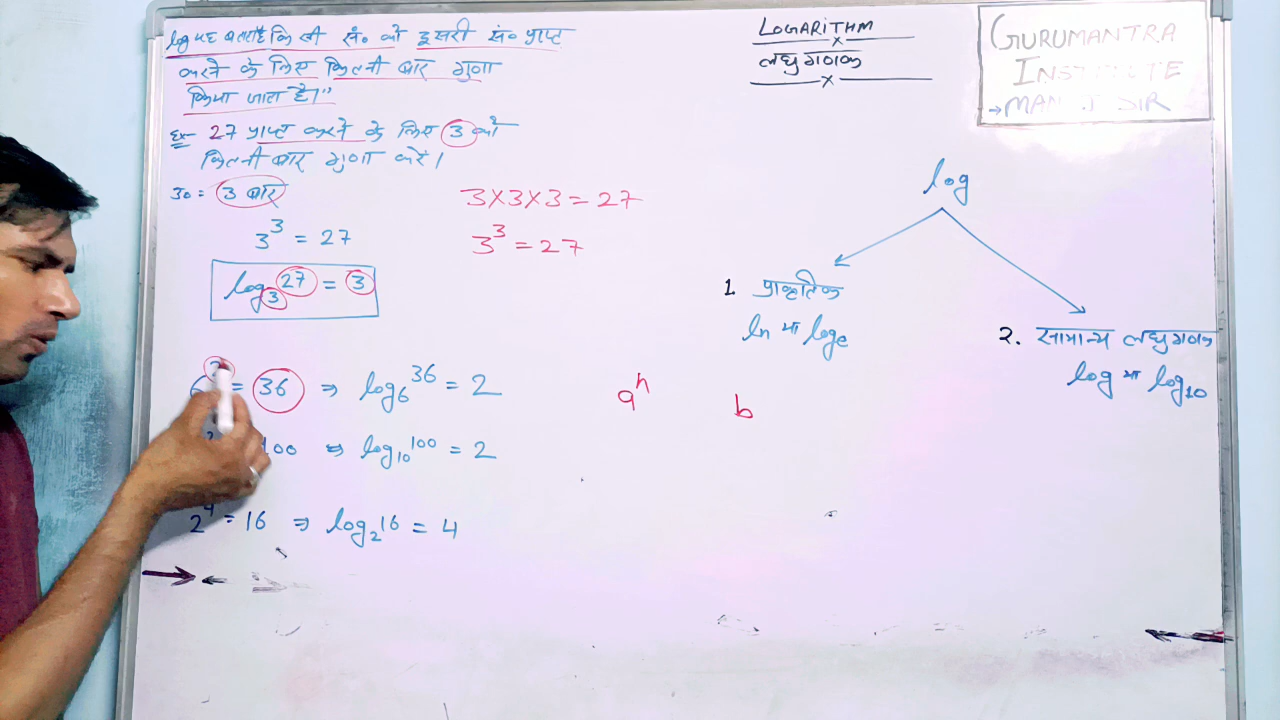 log यह बताता है कि किसी सं० को दूसरी सं० प्राप्त
करने के लिए कितनी बार गुणा
किया जाता है।"
Ex- 27 प्राप्त करने के लिए 3 को
कितनी बार गुणा करें।
उ०= 3 बार
3³ = 27
log₃27 = 3
3×3×3=27
3³=27
= 36 ⇒ log₆36 = 2
100 ⇒ log₁₀100 = 2
2⁴ = 16 ⇒ log₂16 = 4
aⁿ b
LOGARITHM
लघुगणक
GURUMANTRA
INSTITUTE
SIR
log
1. प्राकृतिक
ln या logₑ
2. सामान्य लघुगणक
log या log₁₀